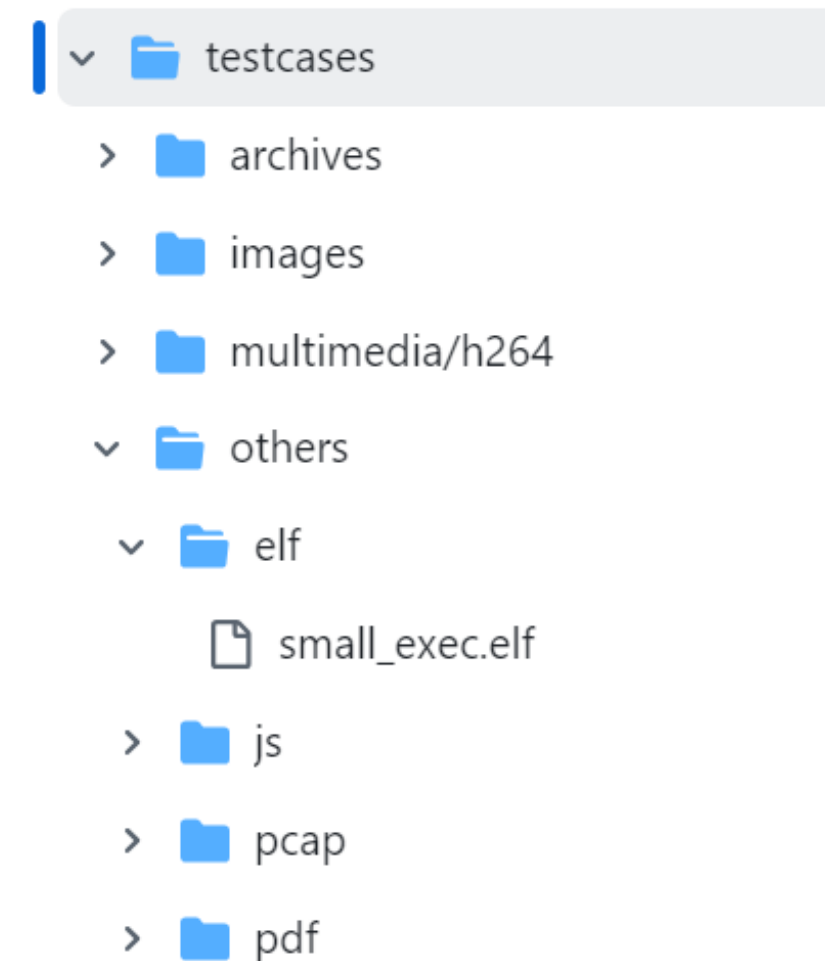 testcases
archives
images
multimedia/h264
others
elf
small_exec.elf
js
pcap
pdf